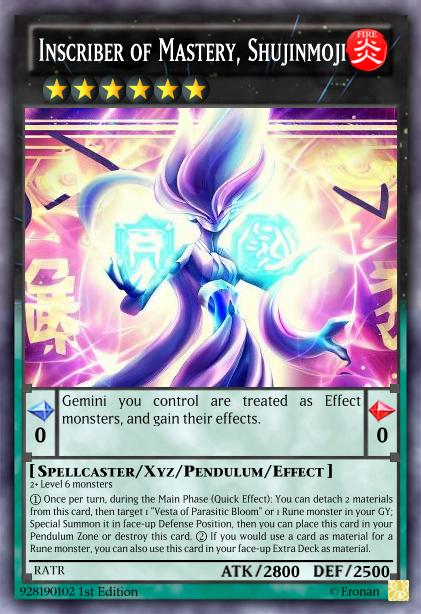 INSCRIBER OF MASTERY, SHUJINMOJI
FIRE
炎
Gemini you control are treated as Effect
monsters, and gain their effects.
0
0
[ SPELLCASTER/XYZ/PENDULUM/EFFECT ]
2+ Level 6 monsters
① Once per turn, during the Main Phase (Quick Effect): You can detach 2 materials
from this card, then target 1 "Vesta of Parasitic Bloom" or 1 Rune monster in your GY;
Special Summon it in face-up Defense Position, then you can place this card in your
Pendulum Zone or destroy this card. ② If you would use a card as material for a
Rune monster, you can also use this card in your face-up Extra Deck as material.
RATR
ATK/2800 DEF/2500
928190102 1st Edition
© Eronan